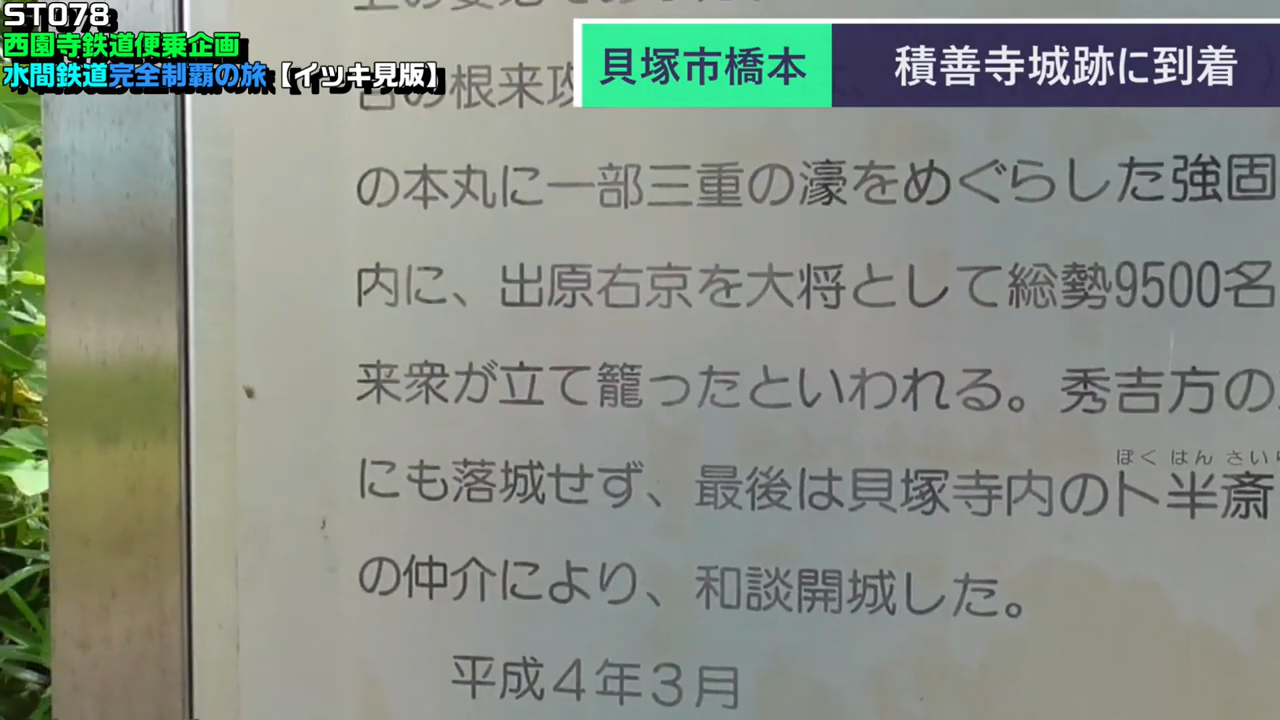 ST078
西園寺鉄道便乗企画
水間鉄道完全制覇の旅【イツキ見版】
貝塚市橋本
積善寺城跡に到着
の根来攻
の本丸に一部三重の濠をめぐらした強固
内に、出原右京を大将として総勢9500名
来衆が立て籠ったといわれる。秀吉方の
ぼくはんさい
にも落城せず、最後は貝塚寺内の卜半斎
の仲介により、和談開城した。
平成4年3月